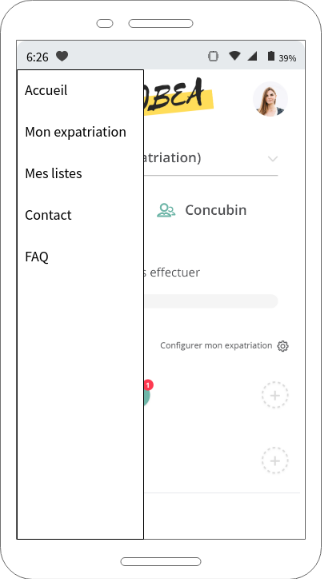 6:26
39%
Accueil
OBEA
Mon expatriation
atriation)
Mes listes
Concubin
Contact
FAQ
s effectuer
Configurer mon expatriation
1